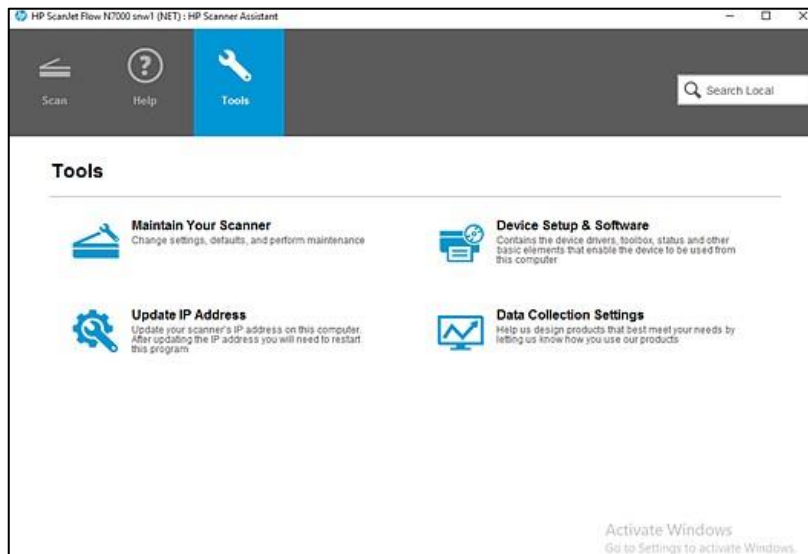 HP ScanJet Flow N7000 snw1 (NET) : HP Scanner Assistant
Scan
Help
Tools
Search Local
Tools
Maintain Your Scanner
Change settings, defaults, and perform maintenance
Device Setup & Software
Contains the device drivers, toolbox, status and other
basic elements that enable the device to be used from
this computer
Update IP Address
Update your scanner's IP address on this computer.
After updating the IP address you will need to restart
this program
Data Collection Settings
Help us design products that best meet your needs by
letting us know how you use our products
Activate Windows
Go to Settings to activate Windows.